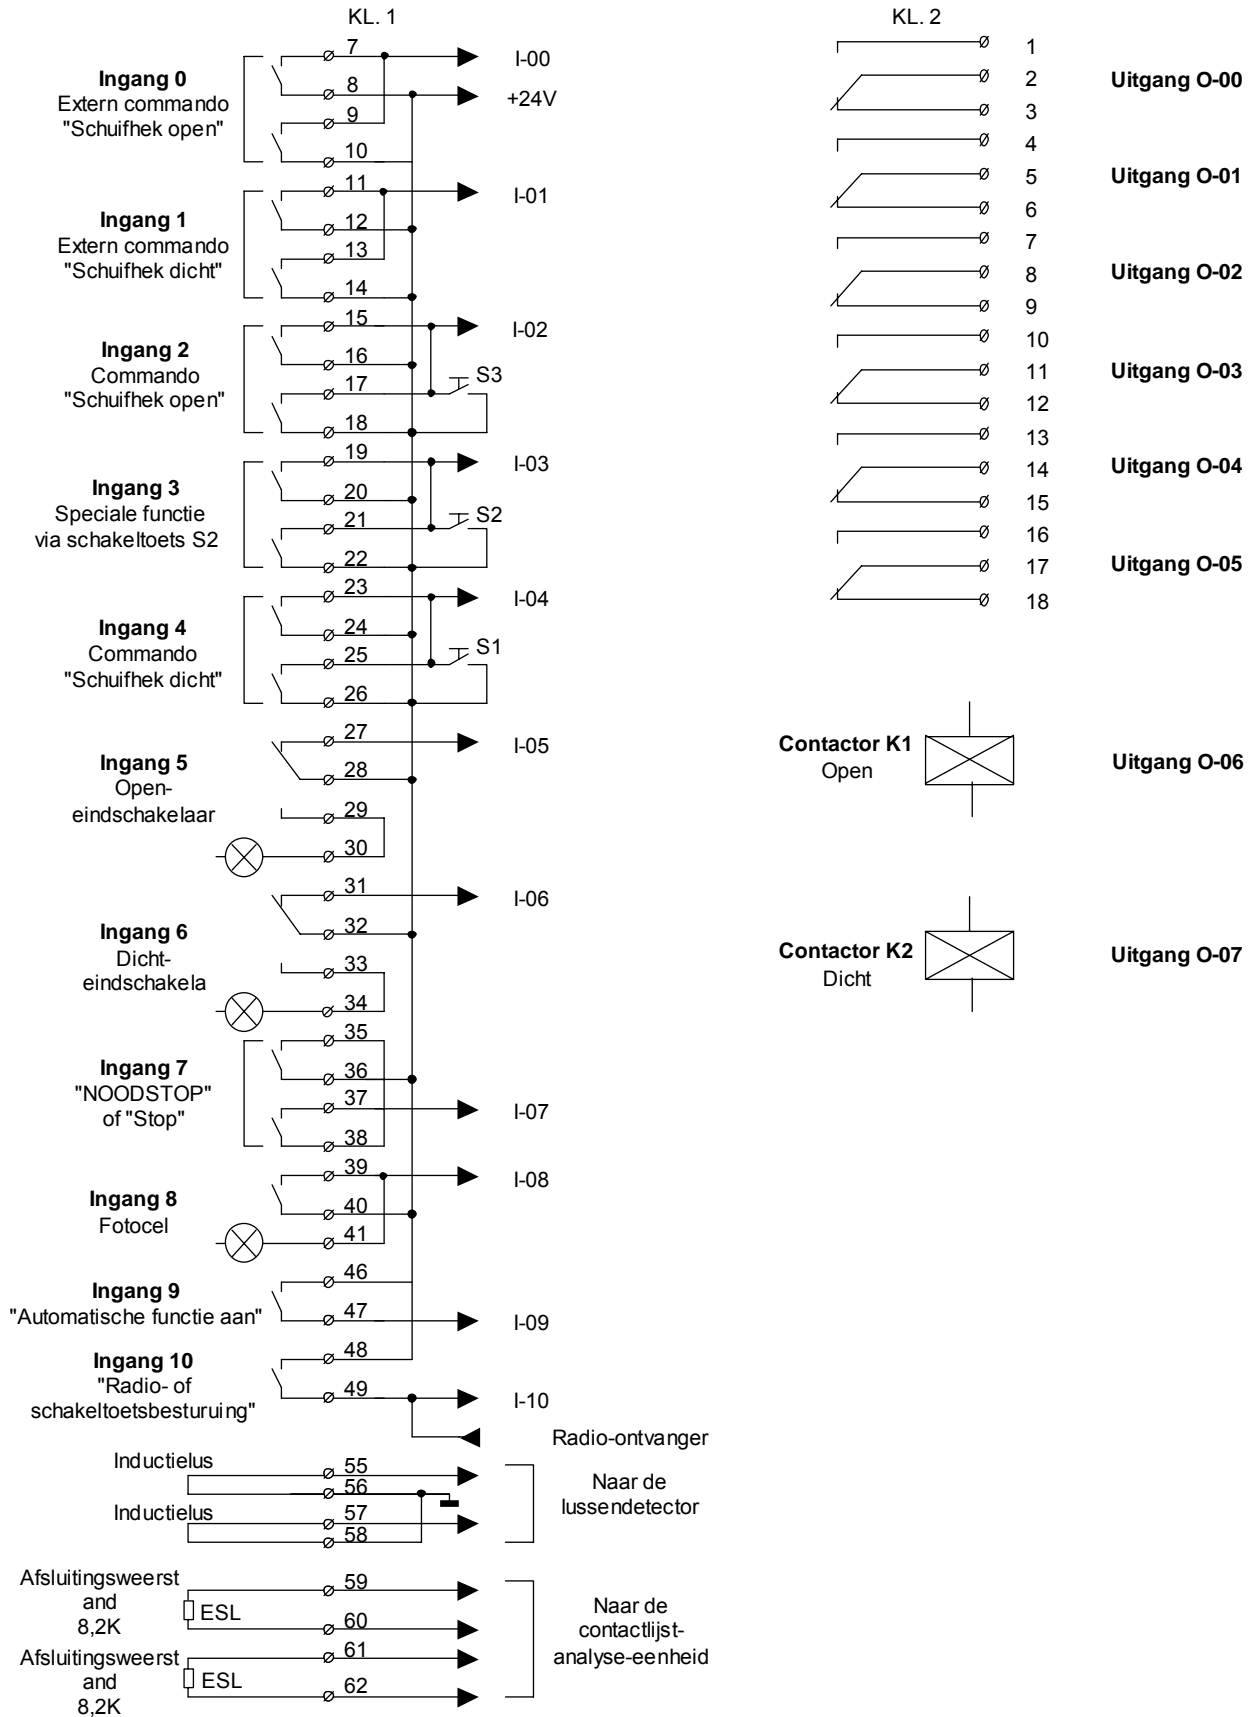 KL. 1
KL. 2
7
I-00
Ingang 0
Extern commando
"Schuifhek open"
8
+24V
9
10
11
I-01
Ingang 1
Extern commando
"Schuifhek dicht"
12
13
14
15
I-02
Ingang 2
Commando
"Schuifhek open"
16
17
S3
18
19
I-03
Ingang 3
Speciale functie
via schakeltoets S2
20
21
S2
22
23
I-04
Ingang 4
Commando
"Schuifhek dicht"
24
25
S1
26
27
I-05
Ingang 5
Open-
eindschakelaar
28
29
30
31
I-06
Ingang 6
Dicht-
eindschakela
32
33
34
35
Ingang 7
"NOODSTOP"
of "Stop"
36
37
I-07
38
39
I-08
Ingang 8
Fotocel
40
41
46
Ingang 9
"Automatische functie aan"
47
I-09
48
Ingang 10
"Radio- of
schakeltoetsbesturuing"
49
I-10
Radio-ontvanger
Inductielus
55
56
Inductielus
57
58
Naar de
lussendetector
Afsluitingsweerst
and
8,2K
ESL
59
60
Afsluitingsweerst
and
8,2K
ESL
61
62
Naar de
contactlijst-
analyse-eenheid
1
2
3
Uitgang O-00
4
5
6
Uitgang O-01
7
8
9
Uitgang O-02
10
11
12
Uitgang O-03
13
14
15
Uitgang O-04
16
17
18
Uitgang O-05
Contactor K1
Open
Uitgang O-06
Contactor K2
Dicht
Uitgang O-07